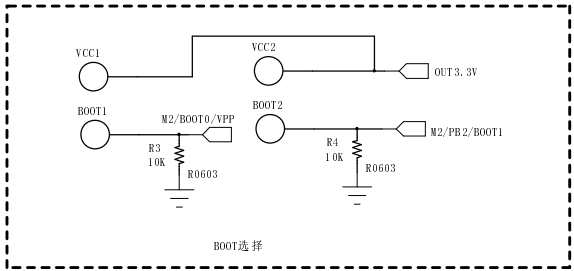 VCC1
VCC2
OUT3.3V
BOOT1
M2/BOOT0/VPP
BOOT2
M2/PB2/BOOT1
R3
10K
R0603
R4
10K
R0603
BOOT选择